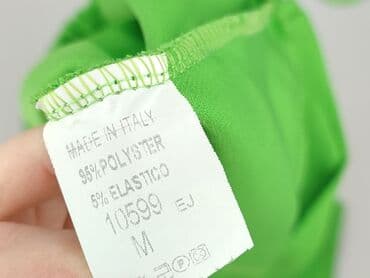 MADE IN ITALY
95% POLYSTER
5% ELASTICO
10599 EJ
M